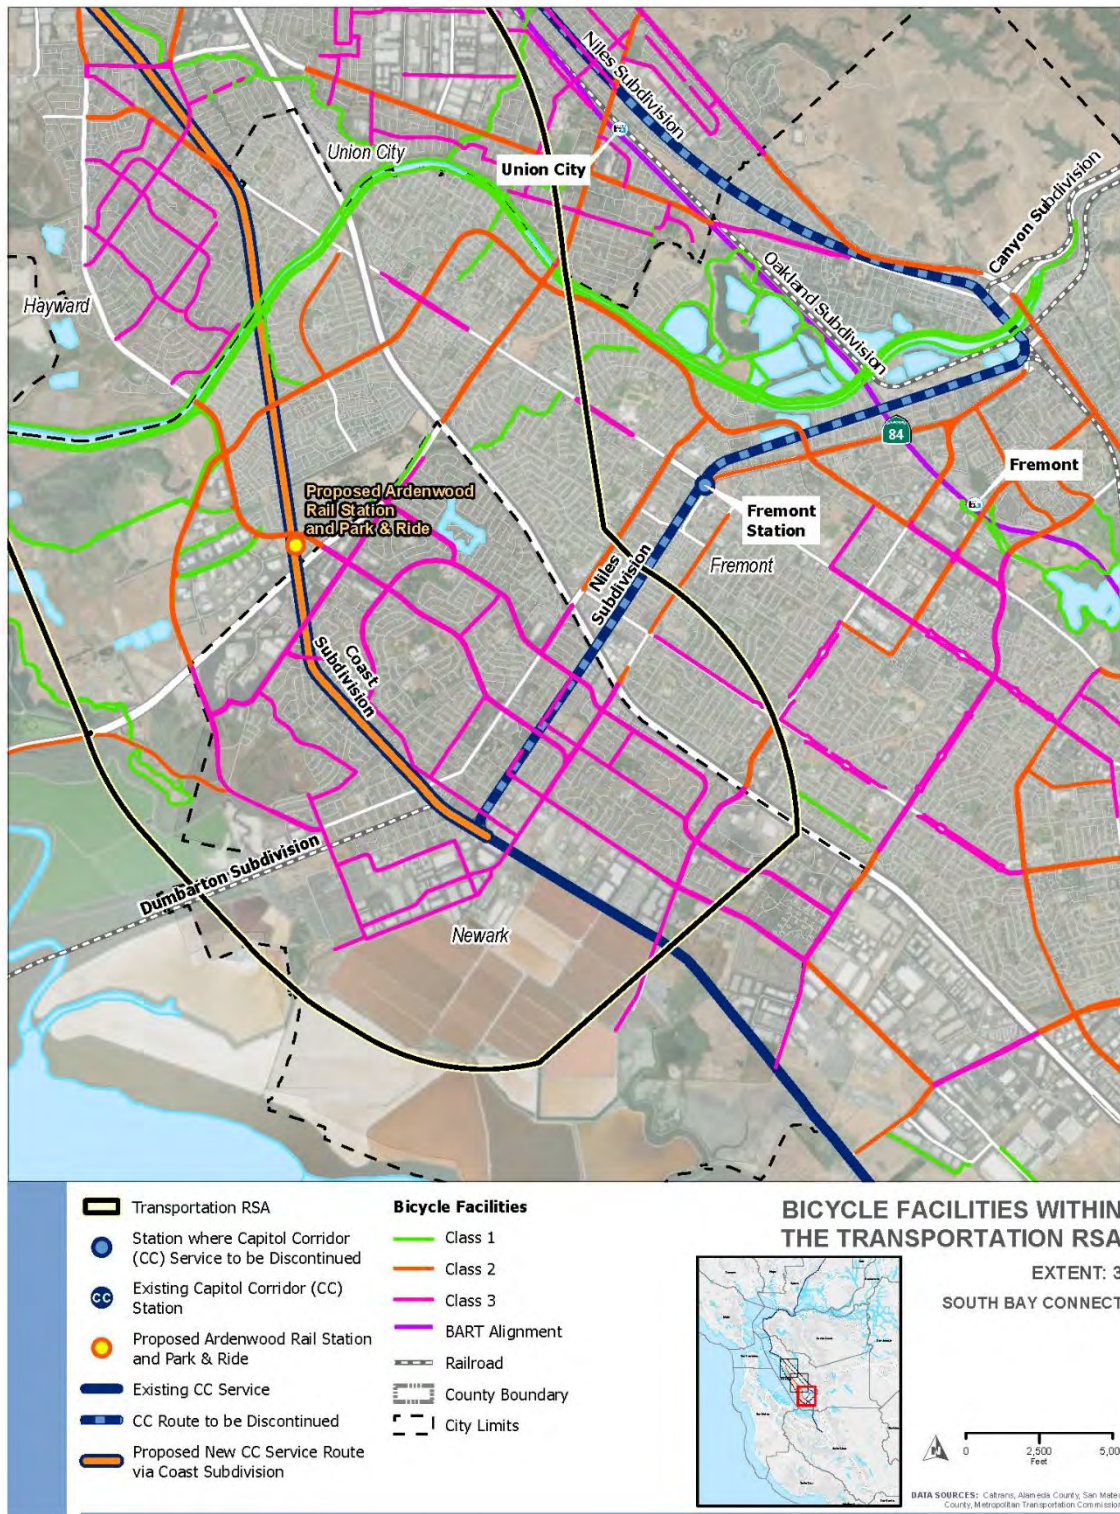 Niles Subdivision
Union City
Union City
Canyon Subdivision
Oakland Subdivision
Hayward
84
Fremont
Proposed Ardenwood
Rail Station
and Park & Ride
Fremont
Station
Niles
Subdivision
Fremont
Coast
Subdivision
Dumbarton Subdivision
Newark
Transportation RSA
Station where Capitol Corridor
(CC) Service to be Discontinued
CC
Existing Capitol Corridor (CC)
Station
Proposed Ardenwood Rail Station
and Park & Ride
Existing CC Service
CC Route to be Discontinued
Proposed New CC Service Route
via Coast Subdivision
Bicycle Facilities
Class 1
Class 2
Class 3
BART Alignment
Railroad
County Boundary
City Limits
BICYCLE FACILITIES WITHIN
THE TRANSPORTATION RSA
EXTENT: 3
SOUTH BAY CONNECT
0 2,500 5,00
Feet
DATA SOURCES: Caltrans, Alameda County, San Mateo
County, Metropolitan Transportation Commission